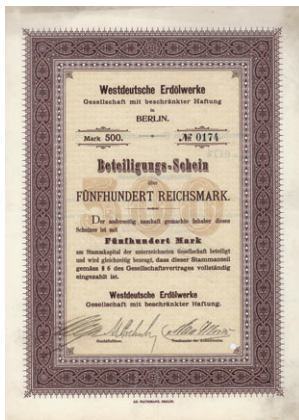 Westdeutsche Erdölwerke
Gesellschaft mit beschränkter Haftung
in
BERLIN.
Mark 500.
№ 0174
Beteiligungs-Schein
über
FÜNFHUNDERT REICHSMARK.
Der anderseitig namhaft gemachte Inhaber dieses
Scheines ist mit
Fünfhundert Mark
am Stammkapital der unterzeichneten Gesellschaft beteiligt
und wird gleichzeitig bezeugt, dass dieser Stammanteil
gemäss § 6 des Gesellschaftsvertrages vollständig
eingezahlt ist.
Westdeutsche Erdölwerke
Gesellschaft mit beschränkter Haftung.
Geschäftsführer.